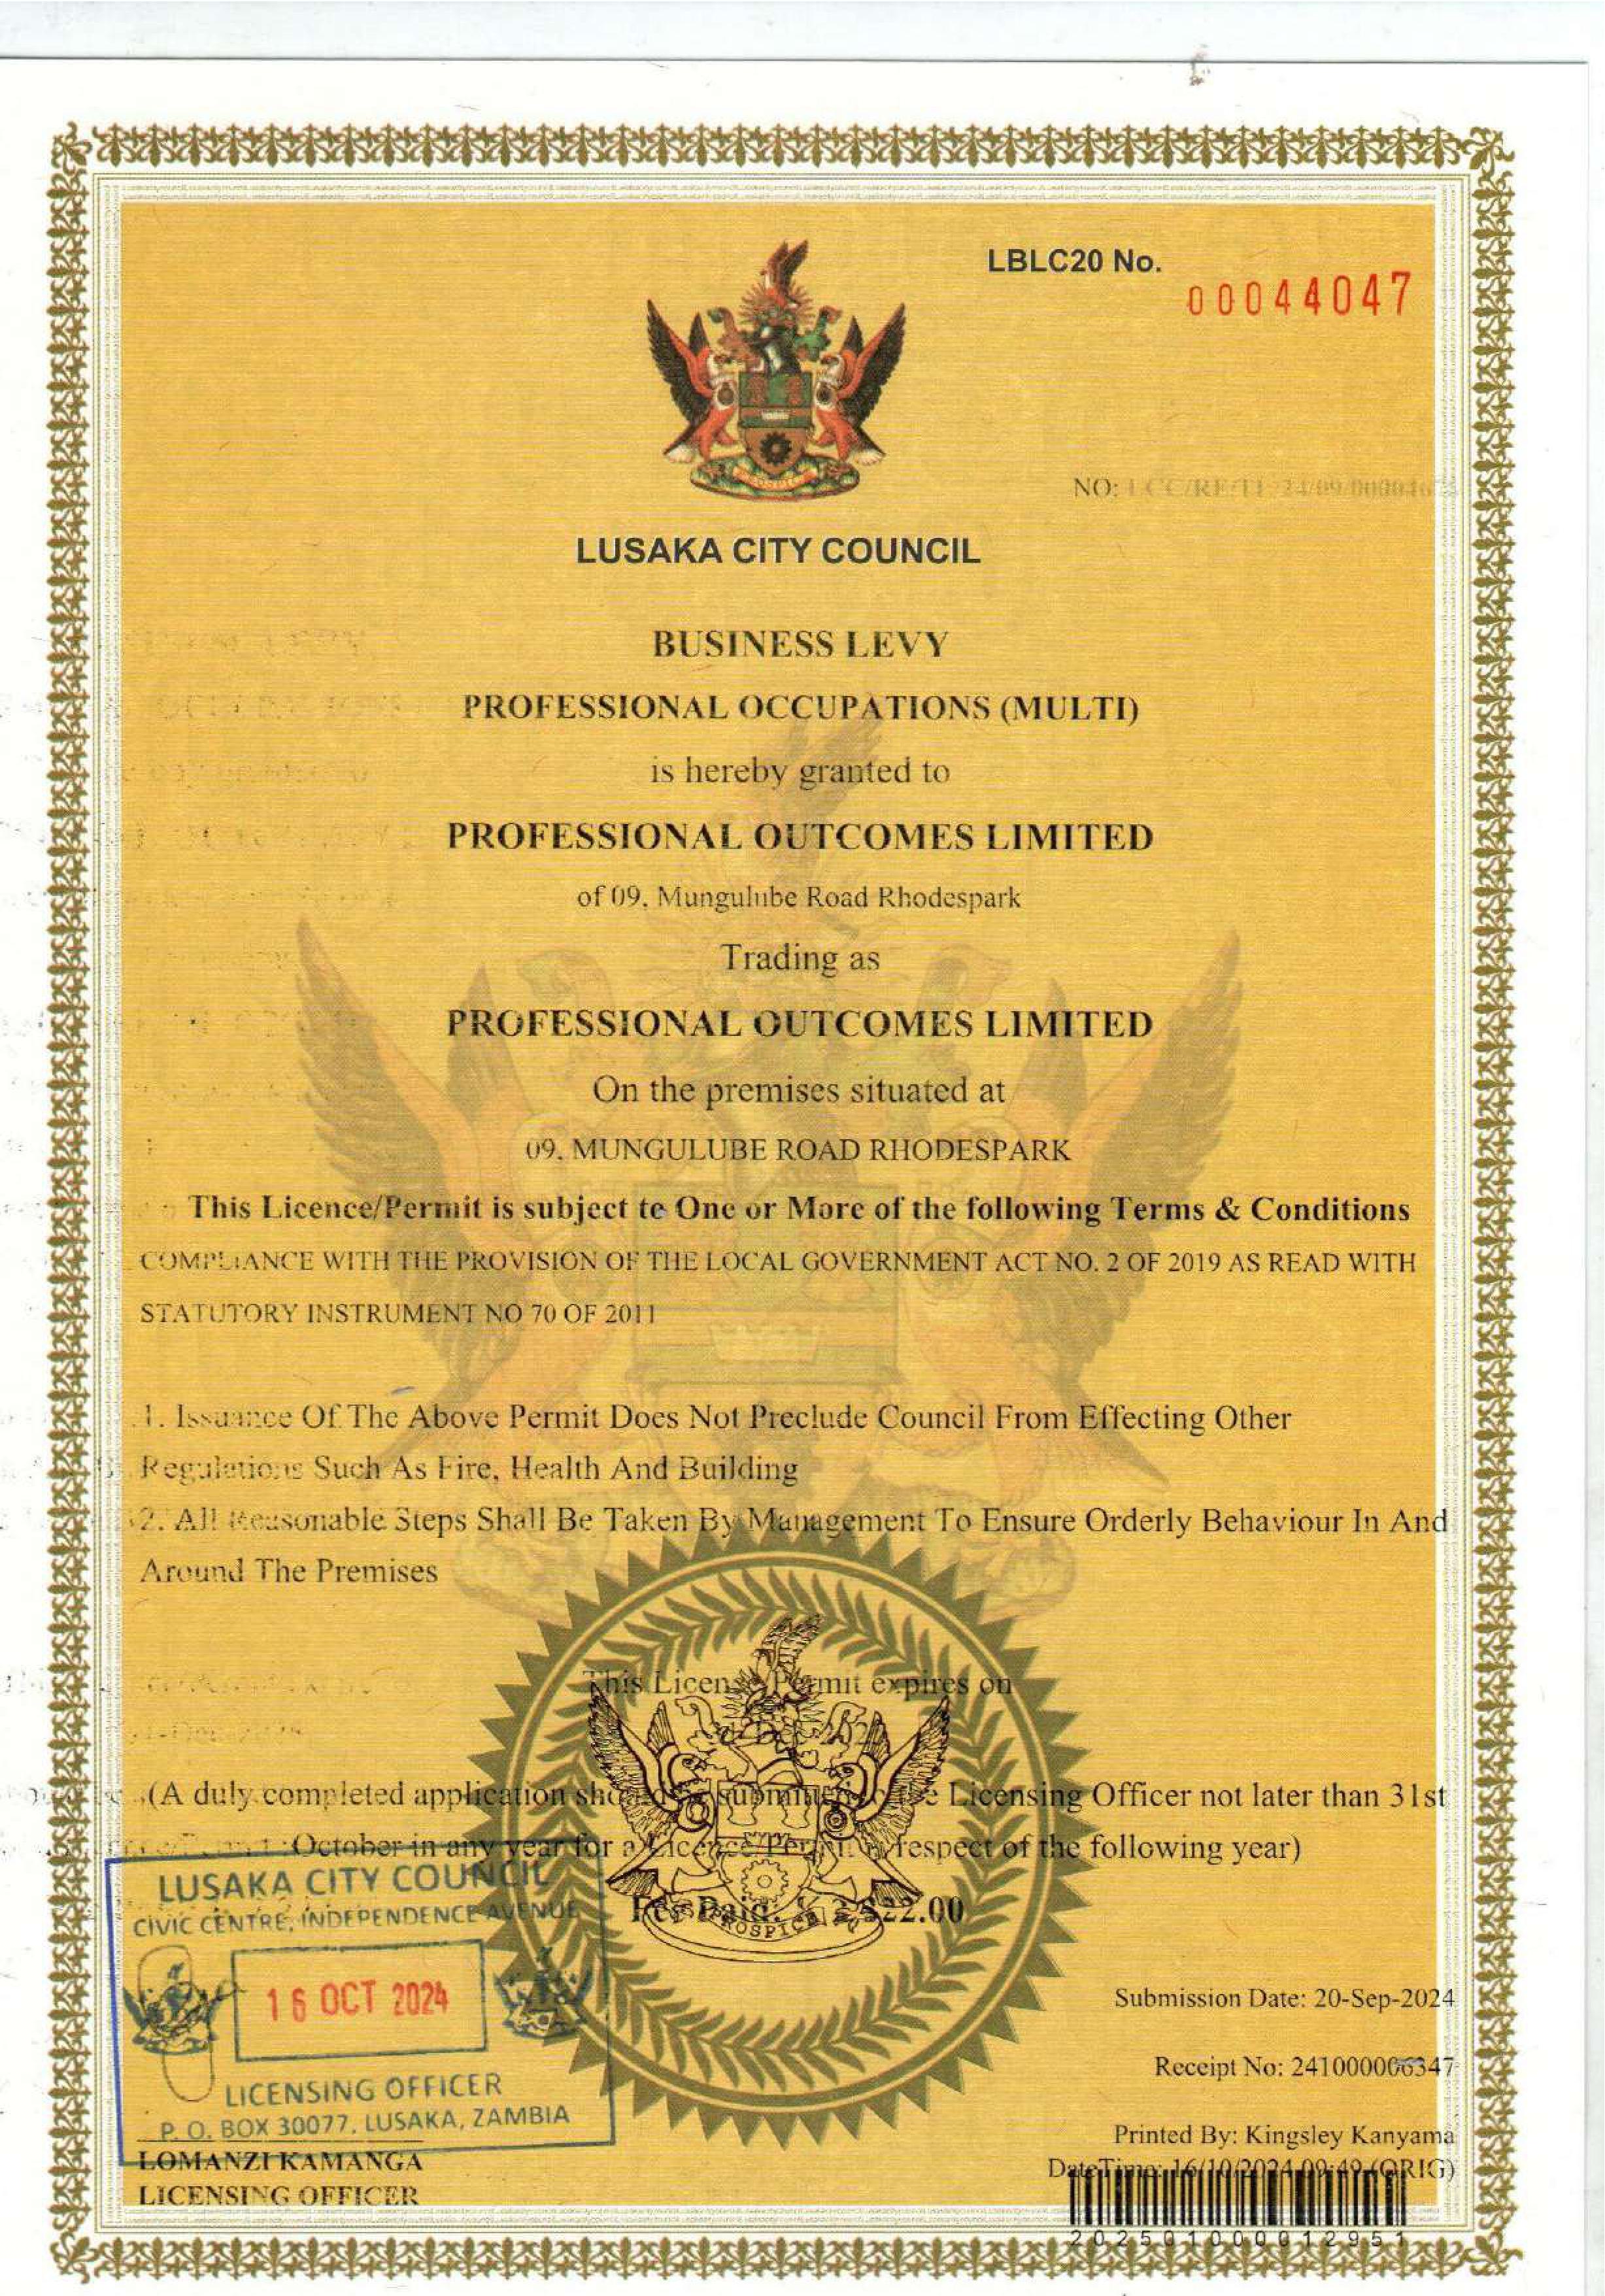 LBLC20 No.
00044047
NO: LCC/RE/TL/24/09/
LUSAKA CITY COUNCIL
BUSINESS LEVY
PROFESSIONAL OCCUPATIONS (MULTI)
is hereby granted to
PROFESSIONAL OUTCOMES LIMITED
of 09, Mungulube Road Rhodespark
Trading as
PROFESSIONAL OUTCOMES LIMITED
On the premises situated at
09, MUNGULUBE ROAD RHODESPARK
This Licence/Permit is subject to One or More of the following Terms & Conditions
COMPLIANCE WITH THE PROVISION OF THE LOCAL GOVERNMENT ACT NO. 2 OF 2019 AS READ WITH
STATUTORY INSTRUMENT NO 70 OF 2011
1. Issuance Of The Above Permit Does Not Preclude Council From Effecting Other
Regulations Such As Fire, Health And Building
2. All Reasonable Steps Shall Be Taken By Management To Ensure Orderly Behaviour In And
Around The Premises
This License/Permit expires on
(A duly completed application should be submitted to the Licensing Officer not later than 31st
October in any year for a Licence/Permit in respect of the following year)
Fees Paid:
PROSPICE
LUSAKA CITY COUNCIL
CIVIC CENTRE, INDEPENDENCE AVENUE
16 OCT 2024
LICENSING OFFICER
P. O. BOX 30077, LUSAKA, ZAMBIA
LOMANZI KAMANGA
LICENSING OFFICER
Submission Date: 20-Sep-2024
Receipt No: 241000006347
Printed By: Kingsley Kanyama
DateTime: 16/10/2024 09:49 (ORIG)
2025010000012951